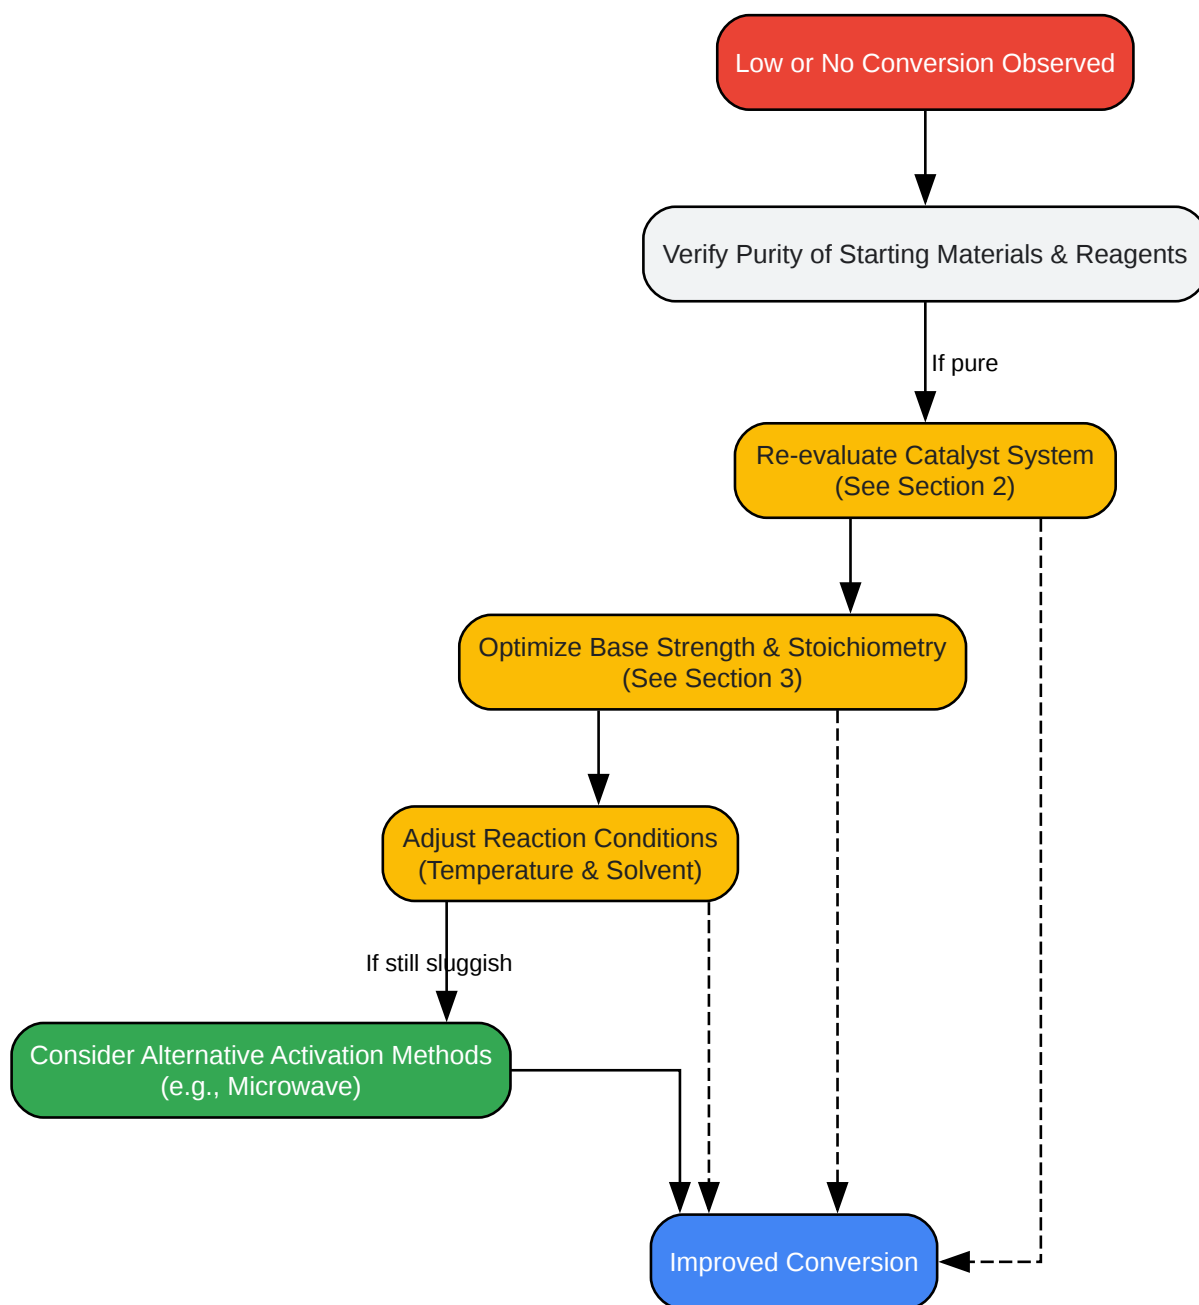 Low or No Conversion Observed
Verify Purity of Starting Materials & Reagents
If pure
Re-evaluate Catalyst System
(See Section 2)
Optimize Base Strength & Stoichiometry
(See Section 3)
Adjust Reaction Conditions
(Temperature & Solvent)
If still sluggish
Consider Alternative Activation Methods
(e.g., Microwave)
Improved Conversion